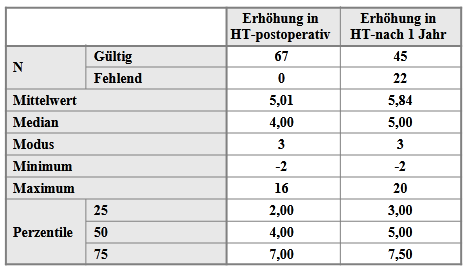 Erhöhung in HT-postoperativ Erhöhung in HT-nach 1 Jahr
N Gültig 67 45
Fehlend 0 22
Mittelwert 5,01 5,84
Median 4,00 5,00
Modus 3 3
Minimum -2 -2
Maximum 16 20
Perzentile 25 2,00 3,00
50 4,00 5,00
75 7,00 7,50